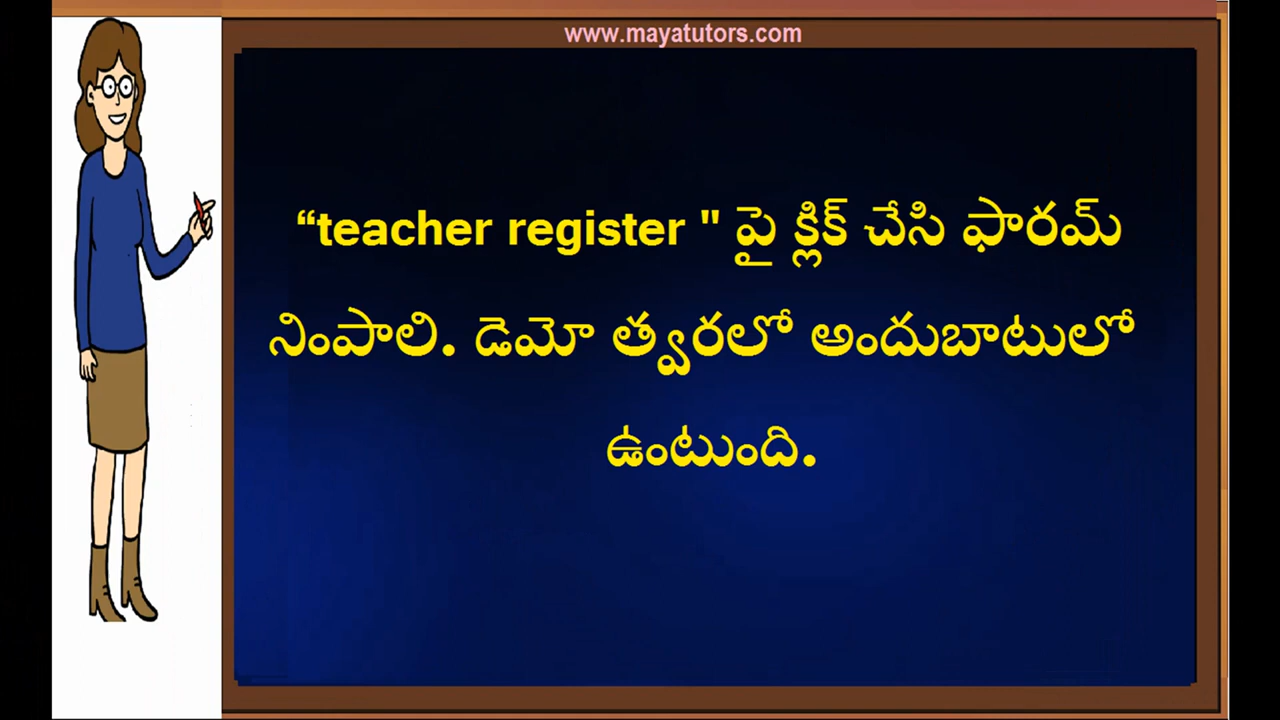 www.mayatutors.com
“teacher register " పై క్లిక్ చేసి ఫారమ్
నింపాలి. డెమో త్వరలో అందుబాటులో
ఉంటుంది.